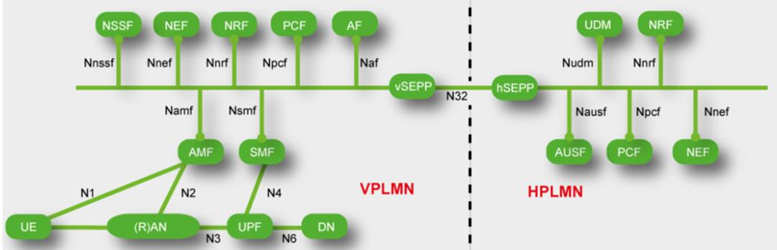 NSSF NEF NRF PCF AF UDM NRF
Nnssf Nnef Nnrf Npcf Naf Nudm Nnrf
vSEPP N32 hSEPP
Namf Nsmf Nausf Npcf Nnef
AMF SMF AUSF PCF NEF
N1 N2 N4 VPLMN HPLMN
UE (R)AN N3 UPF N6 DN